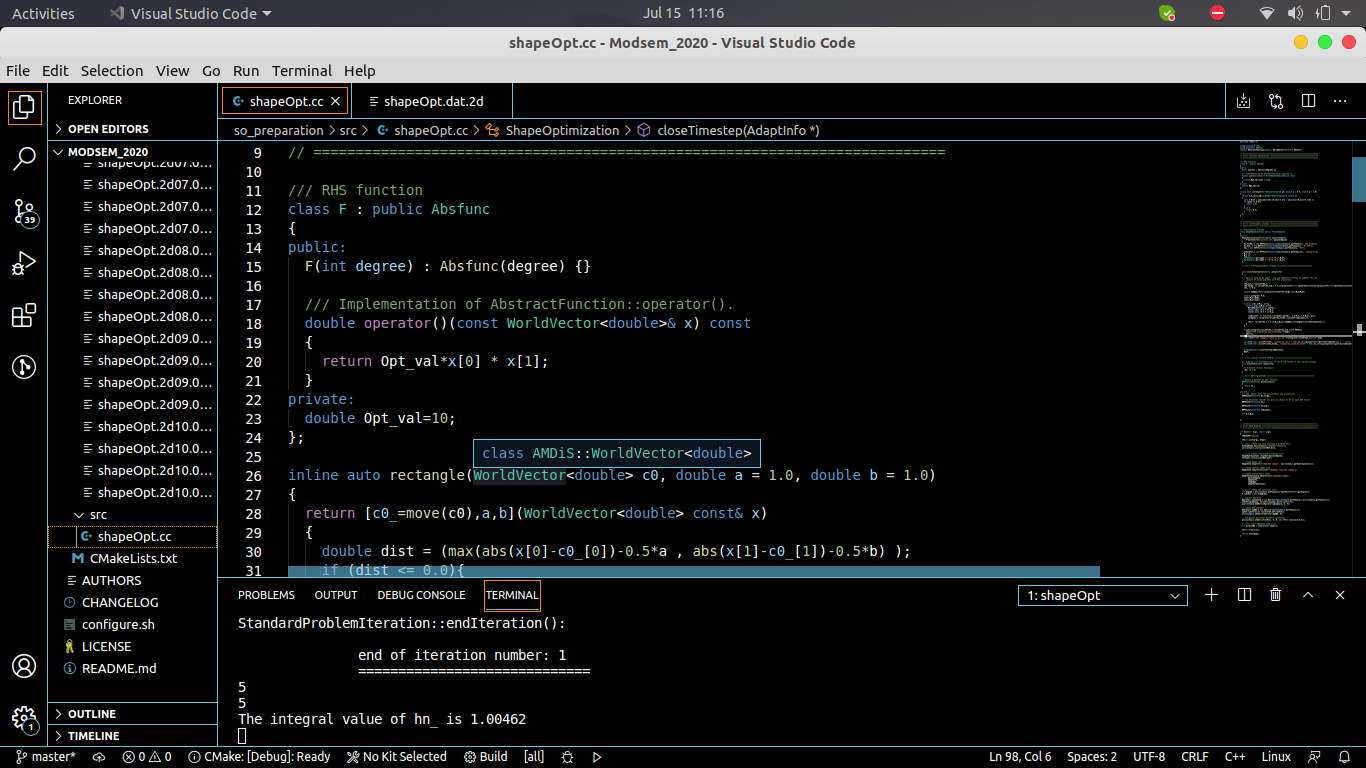 Activities Visual Studio Code Jul 15 11:16
shapeOpt.cc - Modsem_2020 - Visual Studio Code
File Edit Selection View Go Run Terminal Help
EXPLORER
OPEN EDITORS
MODSEM_2020
shapeOpt.2d07.0...
shapeOpt.2d07.0...
shapeOpt.2d07.0...
shapeOpt.2d07.0...
shapeOpt.2d08.0...
shapeOpt.2d08.0...
shapeOpt.2d08.0...
shapeOpt.2d08.0...
shapeOpt.2d09.0...
shapeOpt.2d09.0...
shapeOpt.2d09.0...
shapeOpt.2d09.0...
shapeOpt.2d10.0...
shapeOpt.2d10.0...
shapeOpt.2d10.0...
shapeOpt.2d10.0...
src
shapeOpt.cc
CMakeLists.txt
AUTHORS
CHANGELOG
configure.sh
LICENSE
README.md
OUTLINE
TIMELINE
39
1
shapeOpt.cc shapeOpt.dat.2d
so_preparation > src > shapeOpt.cc > ShapeOptimization > closeTimestep(AdaptInfo *)
9 // ===========================================================================
10
11 /// RHS function
12 class F : public Absfunc
13 {
14 public:
15 F(int degree) : Absfunc(degree) {}
16
17 /// Implementation of AbstractFunction::operator().
18 double operator()(const WorldVector<double>& x) const
19 {
20 return Opt_val*x[0] * x[1];
21 }
22 private:
23 double Opt_val=10;
24 };
25
class AMDiS::WorldVector<double>
26 inline auto rectangle(WorldVector<double> c0, double a = 1.0, double b = 1.0)
27 {
28 return [c0_=move(c0),a,b](WorldVector<double> const& x)
29 {
30 double dist = (max(abs(x[0]-c0_[0])-0.5*a , abs(x[1]-c0_[1])-0.5*b) );
31 if (dist <= 0.0){
PROBLEMS OUTPUT DEBUG CONSOLE TERMINAL 1: shapeOpt
StandardProblemIteration::endIteration():
end of iteration number: 1
=============================
5
5
The integral value of hn_ is 1.00462
master* 0 0 CMake: [Debug]: Ready No Kit Selected Build [all] Ln 98, Col 6 Spaces: 2 UTF-8 CRLF C++ Linux